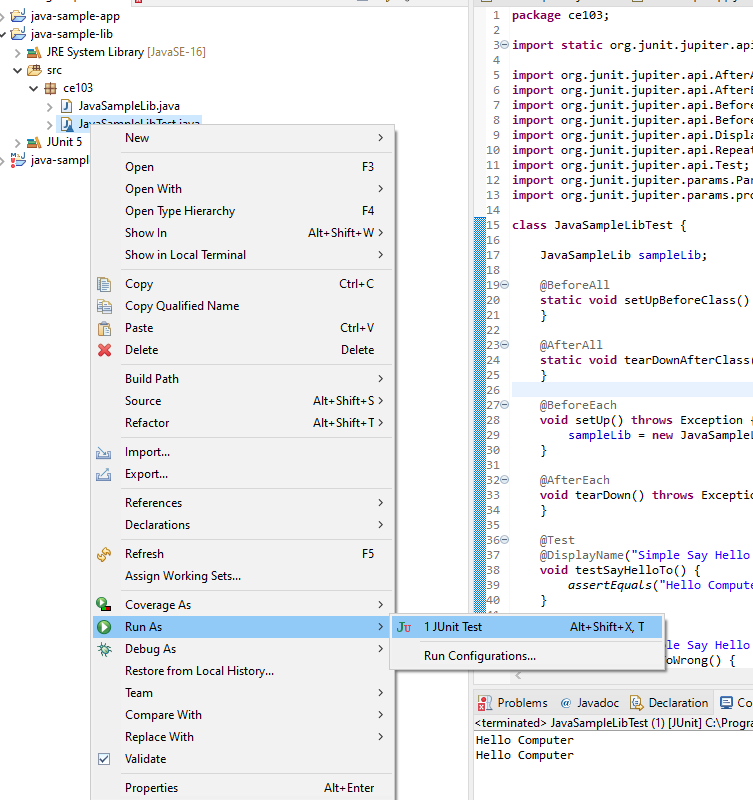 java-sample-app
java-sample-lib
JRE System Library [JavaSE-16]
src
ce103
JavaSampleLib.java
JavaSampleLibTest.java
JUnit 5
java-sample
New
Open F3
Open With
Open Type Hierarchy F4
Show In Alt+Shift+W
Show in Local Terminal
Copy Ctrl+C
Copy Qualified Name
Paste Ctrl+V
Delete Delete
Build Path
Source Alt+Shift+S
Refactor Alt+Shift+T
Import...
Export...
References
Declarations
Refresh F5
Assign Working Sets...
Coverage As
Run As
Debug As
Restore from Local History...
Team
Compare With
Replace With
Validate
Properties Alt+Enter
1 JUnit Test Alt+Shift+X, T
Run Configurations...
1 package ce103;
2
3 import static org.junit.jupiter.api
4
5 import org.junit.jupiter.api.AfterA
6 import org.junit.jupiter.api.AfterE
7 import org.junit.jupiter.api.Before
8 import org.junit.jupiter.api.Before
9 import org.junit.jupiter.api.Displa
10 import org.junit.jupiter.api.Repeat
11 import org.junit.jupiter.api.Test;
12 import org.junit.jupiter.params.Par
13 import org.junit.jupiter.params.pro
14
15 class JavaSampleLibTest {
16
17 JavaSampleLib sampleLib;
18
19 @BeforeAll
20 static void setUpBeforeClass()
21 }
22
23 @AfterAll
24 static void tearDownAfterClass(
25 }
26
27 @BeforeEach
28 void setUp() throws Exception {
29 sampleLib = new JavaSampleL
30 }
31
32 @AfterEach
33 void tearDown() throws Exceptio
34 }
35
36 @Test
37 @DisplayName("Simple Say Hello
38 void testSayHelloTo() {
39 assertEquals("Hello Compute
40 }
ple Say Hello
oWrong() {
Problems @ Javadoc Declaration Co
<terminated> JavaSampleLibTest (1) [JUnit] C:\Progra
Hello Computer
Hello Computer